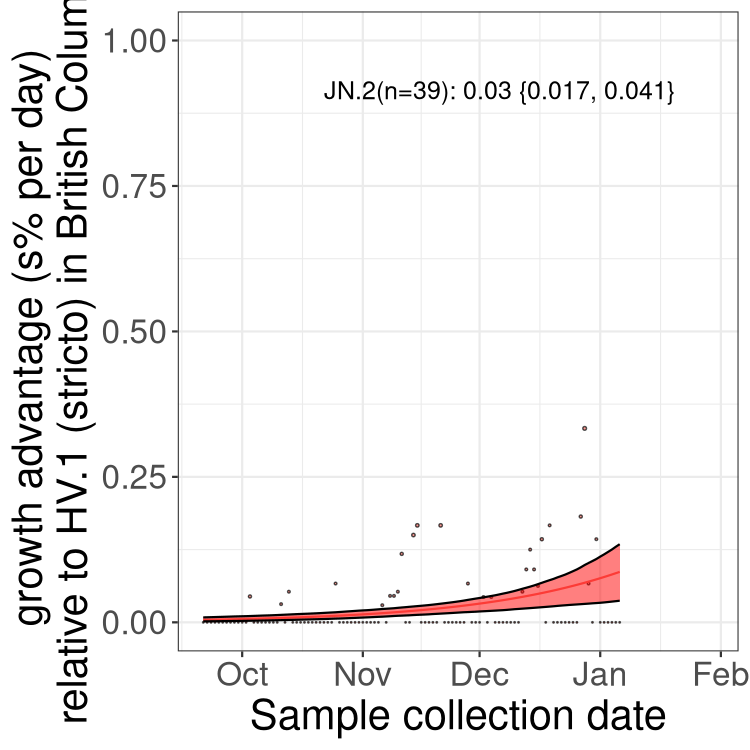 growth advantage (s% per day)
relative to HV.1 (stricto) in British Colum
1.00
0.75
0.50
0.25
0.00
JN.2(n=39): 0.03 {0.017, 0.041}
Oct Nov Dec Jan Feb
Sample collection date